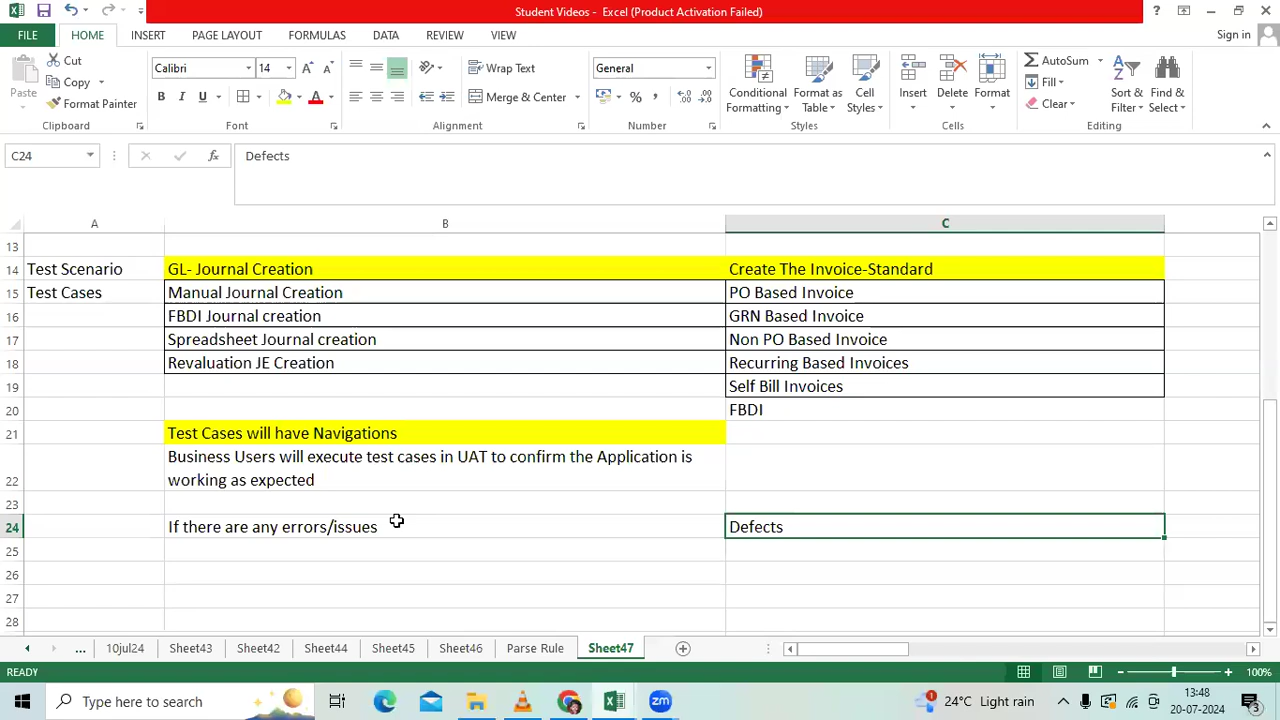 Student Videos - Excel (Product Activation Failed)
?
Sign in
FILE HOME INSERT PAGE LAYOUT FORMULAS DATA REVIEW VIEW
Paste
Cut
Copy
Format Painter
Clipboard
Calibri 14
B I U
Font
Wrap Text
Merge & Center
Alignment
General
%
Number
Conditional Formatting
Format as Table
Cell Styles
Styles
Insert
Delete
Format
Cells
AutoSum
Fill
Clear
Sort & Filter
Find & Select
Editing
C24 fx Defects
A B C
13
14 Test Scenario GL- Journal Creation Create The Invoice-Standard
15 Test Cases Manual Journal Creation PO Based Invoice
16 FBDI Journal creation GRN Based Invoice
17 Spreadsheet Journal creation Non PO Based Invoice
18 Revaluation JE Creation Recurring Based Invoices
19 Self Bill Invoices
20 FBDI
21 Test Cases will have Navigations
Business Users will execute test cases in UAT to confirm the Application is
22 working as expected
23
24 If there are any errors/issues Defects
25
26
27
28
... 10jul24 Sheet43 Sheet42 Sheet44 Sheet45 Sheet46 Parse Rule Sheet47
READY 100%
Type here to search
zm
1
24°C Light rain
13:48
20-07-2024
3